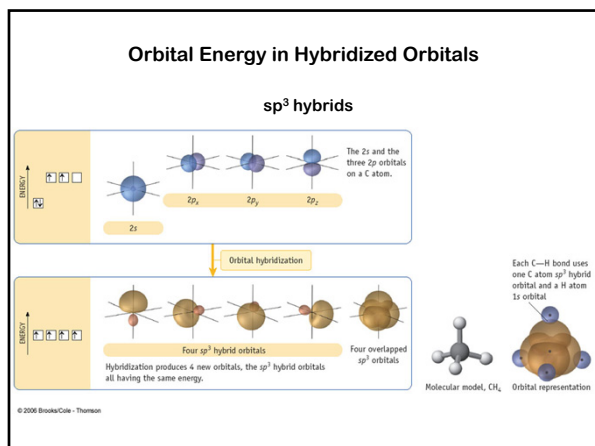 Orbital Energy in Hybridized Orbitals
sp³ hybrids
ENERGY
2s
2pₓ
2pᵧ
2p_z
The 2s and the
three 2p orbitals
on a C atom.
Orbital hybridization
ENERGY
Four sp³ hybrid orbitals
Hybridization produces 4 new orbitals, the sp³ hybrid orbitals
all having the same energy.
Four overlapped
sp³ orbitals
Molecular model, CH₄
Each C—H bond uses
one C atom sp³ hybrid
orbital and a H atom
1s orbital
Orbital representation
© 2006 Brooks/Cole - Thomson